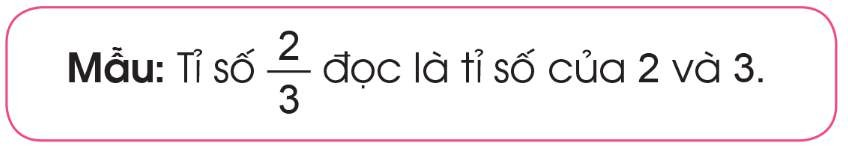 Mẫu: Tỉ số 2/3 đọc là tỉ số của 2 và 3.